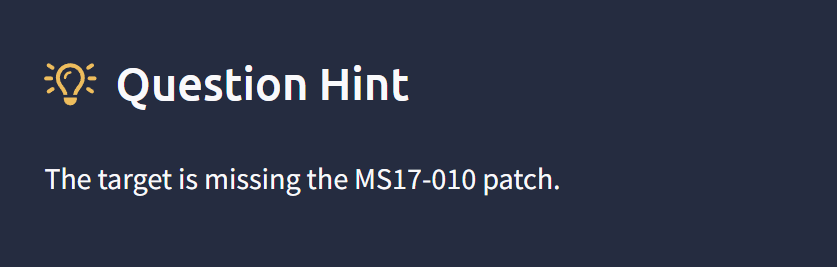 Question Hint
The target is missing the MS17-010 patch.